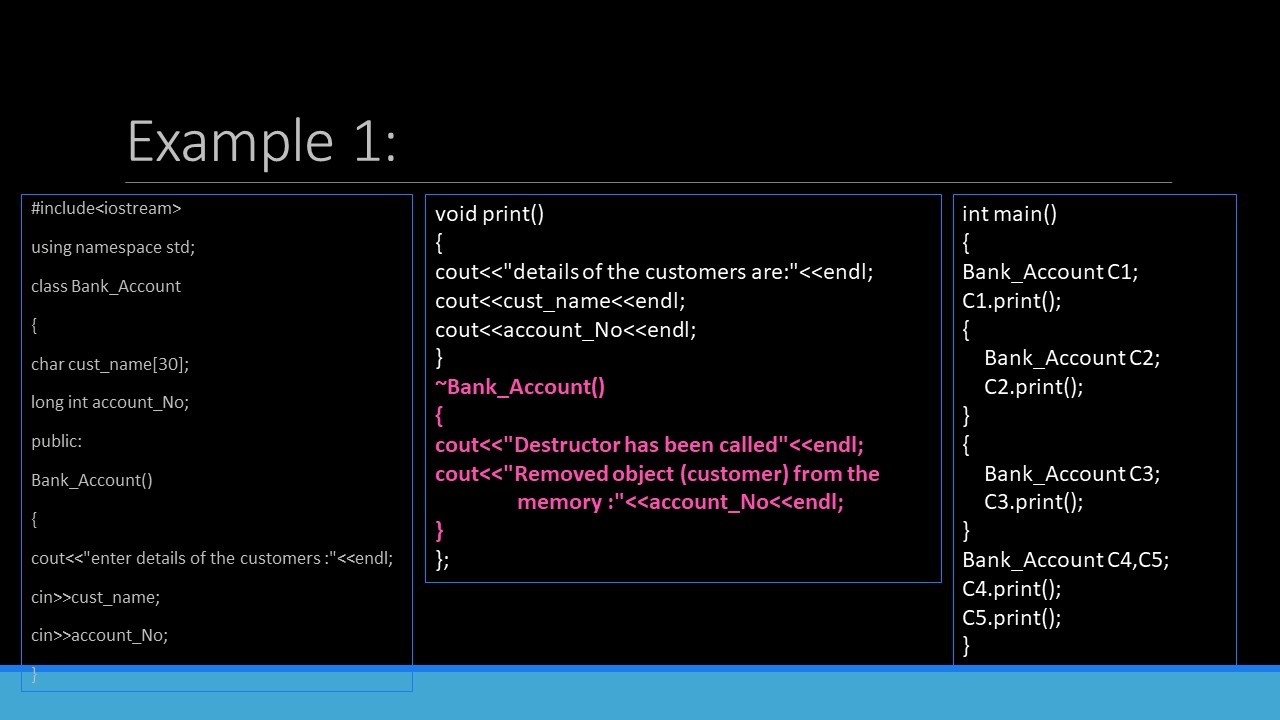 Example 1:
#include<iostream>
using namespace std;
class Bank_Account
{
char cust_name[30];
long int account_No;
public:
Bank_Account()
{
cout<<"enter details of the customers :"<<endl;
cin>>cust_name;
cin>>account_No;
}
void print()
{
cout<<"details of the customers are:"<<endl;
cout<<cust_name<<endl;
cout<<account_No<<endl;
}
~Bank_Account()
{
cout<<"Destructor has been called"<<endl;
cout<<"Removed object (customer) from the
memory :"<<account_No<<endl;
}
};
int main()
{
Bank_Account C1;
C1.print();
{
Bank_Account C2;
C2.print();
}
{
Bank_Account C3;
C3.print();
}
Bank_Account C4,C5;
C4.print();
C5.print();
}